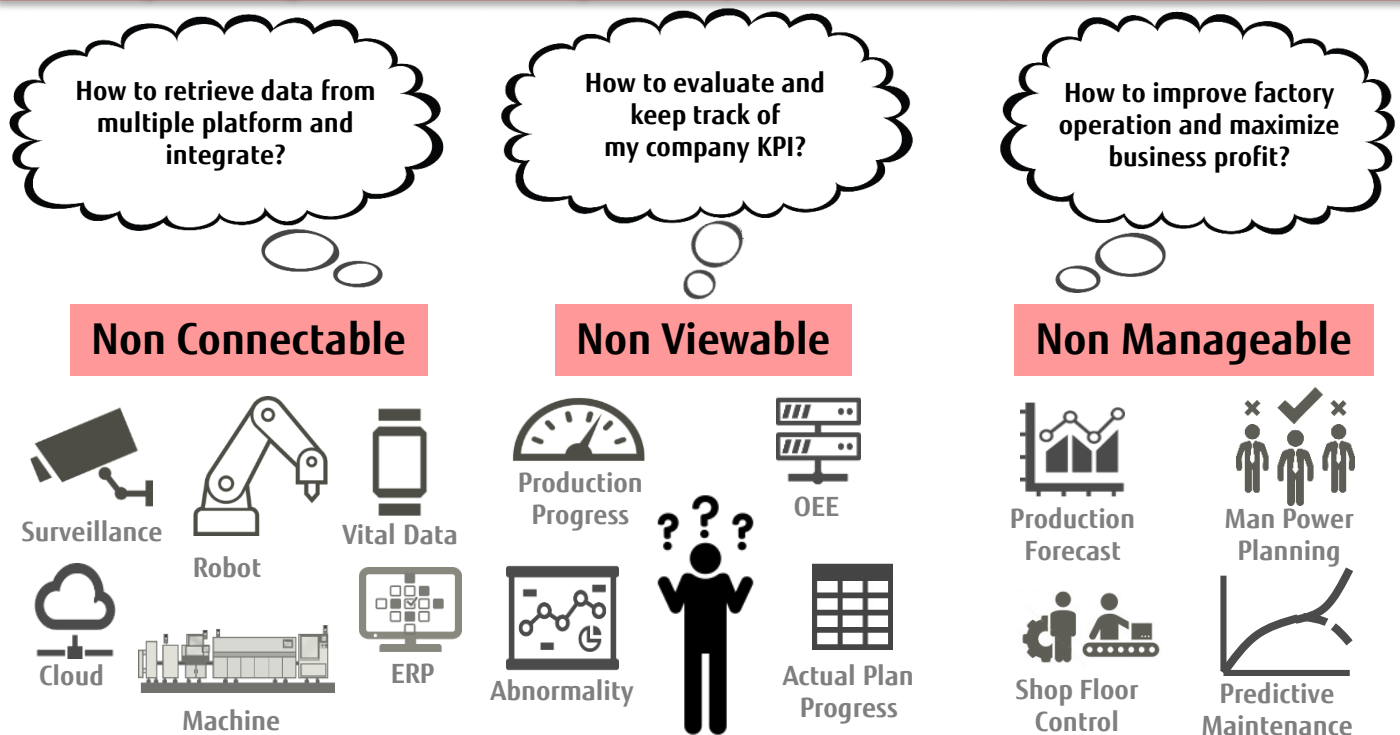 How to retrieve data from
multiple platform and
integrate?
How to evaluate and
keep track of
my company KPI?
How to improve factory
operation and maximize
business profit?
Non Connectable
Non Viewable
Non Manageable
Surveillance
Robot
Vital Data
Cloud
Machine
ERP
Production
Progress
OEE
? ? ?
Abnormality
Actual Plan
Progress
Production
Forecast
Man Power
Planning
Shop Floor
Control
Predictive
Maintenance